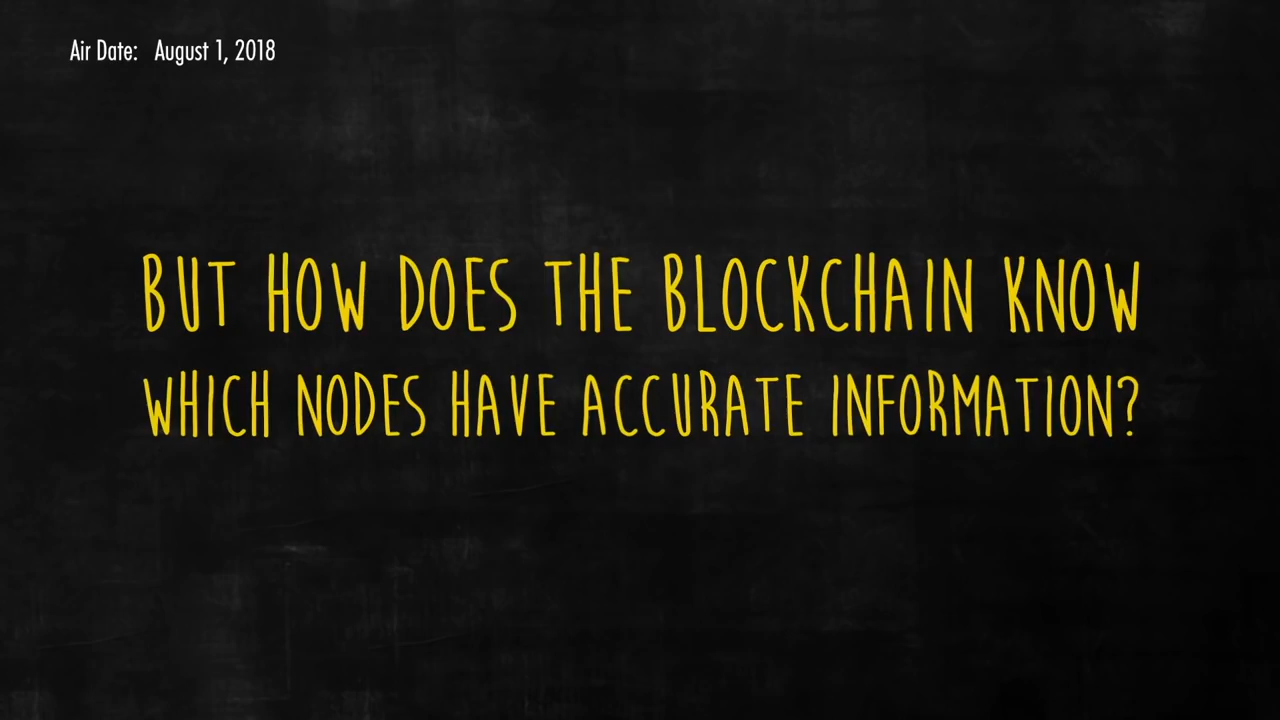 Air Date: August 1, 2018
BUT HOW DOES THE BLOCKCHAIN KNOW
WHICH NODES HAVE ACCURATE INFORMATION?